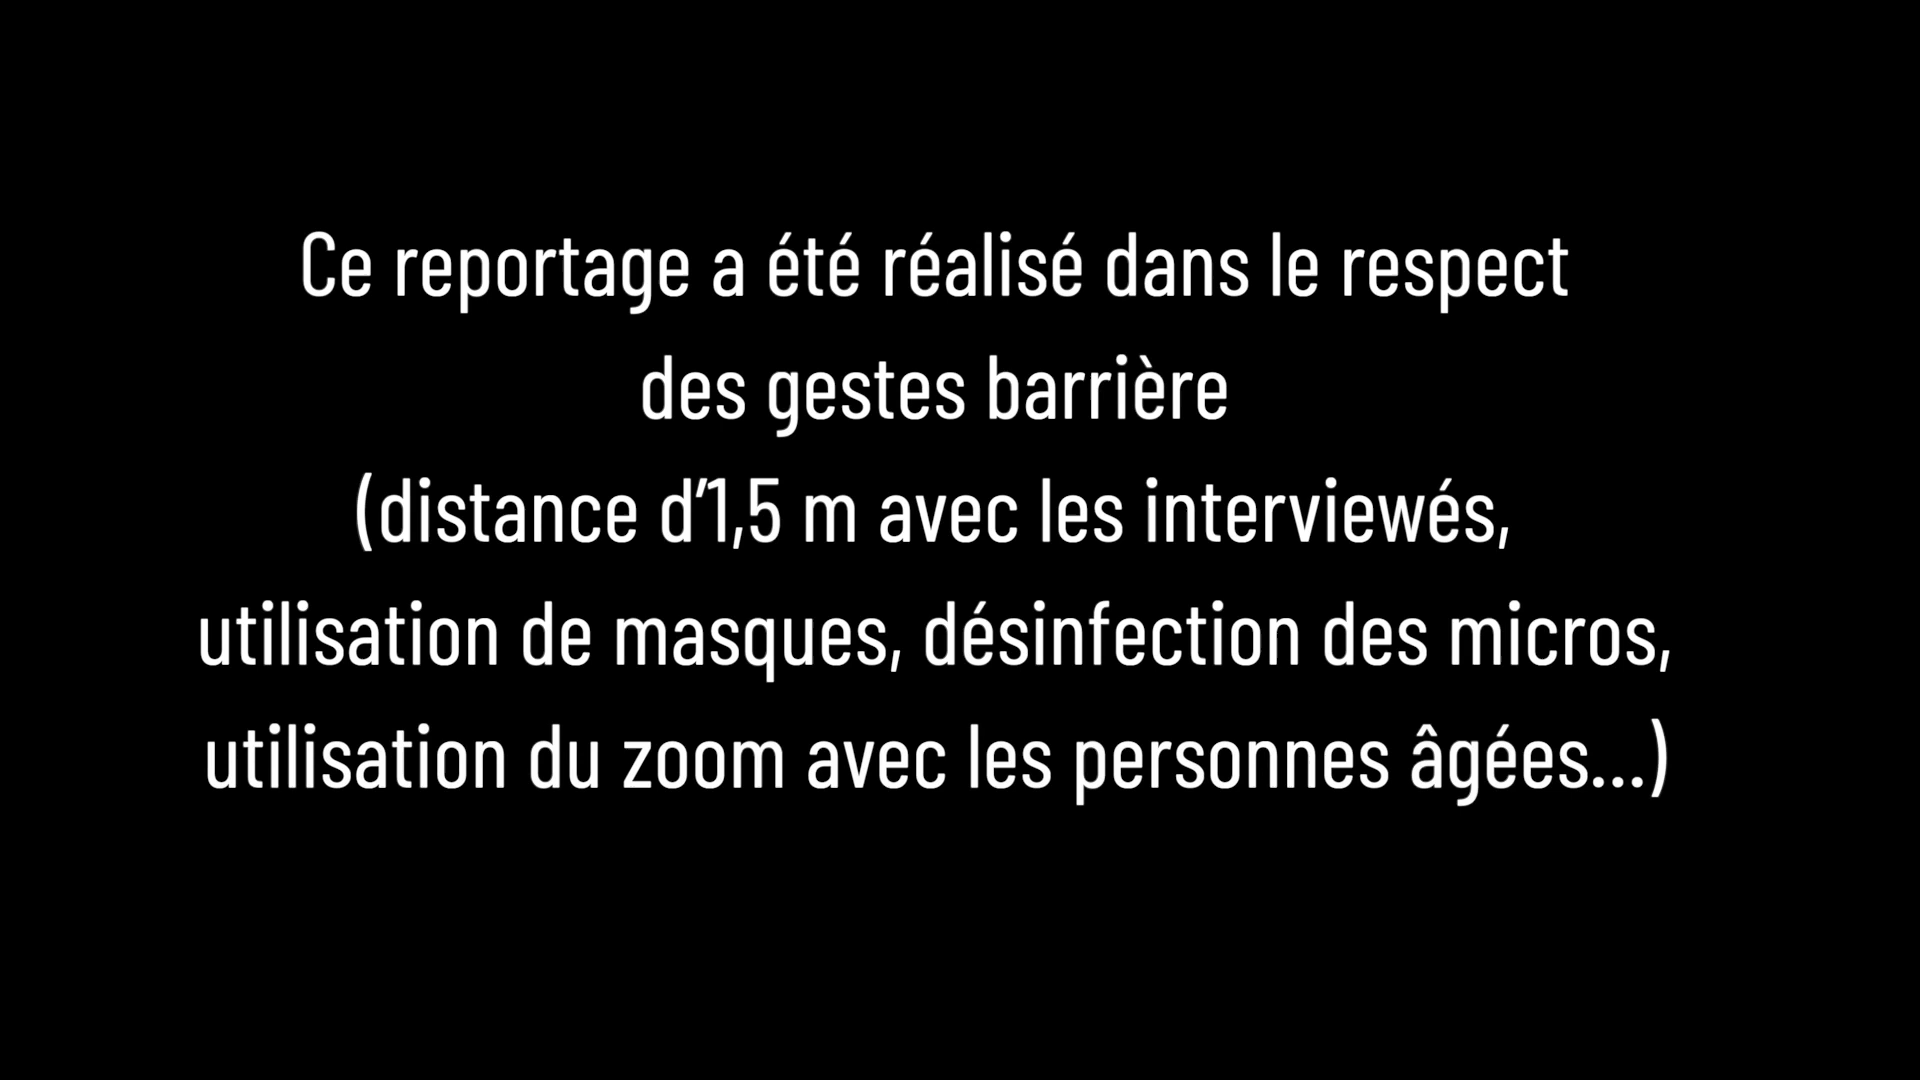 Ce reportage a été réalisé dans le respect
des gestes barrière
(distance d’1,5 m avec les interviewés,
utilisation de masques, désinfection des micros,
utilisation du zoom avec les personnes âgées...)